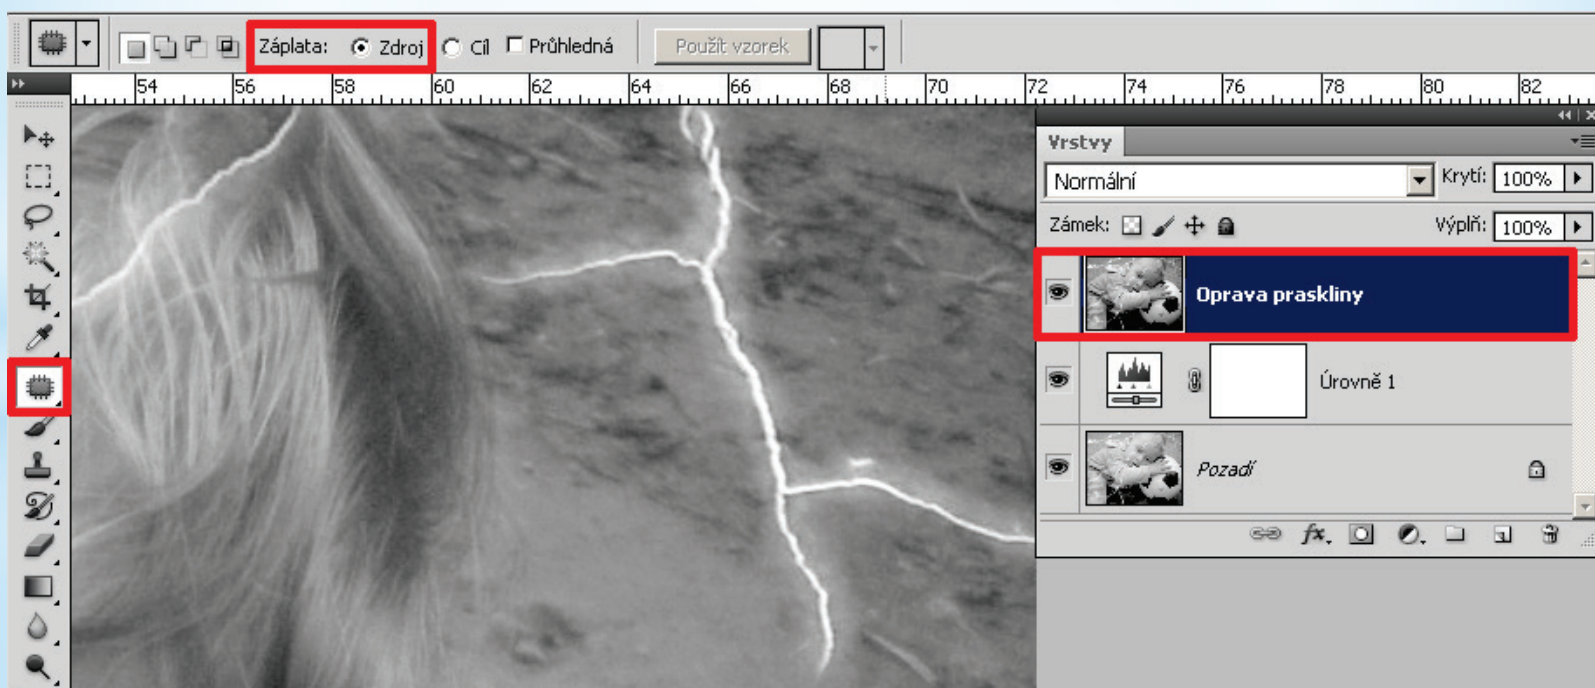 Záplata: Zdroj Cíl Průhledná Použít vzorek
54 56 58 60 62 64 66 68 70 72 74 76 78 80 82
Vrstvy
Normální Krytí: 100%
Zámek: Výplň: 100%
Oprava praskliny
Úrovně 1
Pozadí
fx.